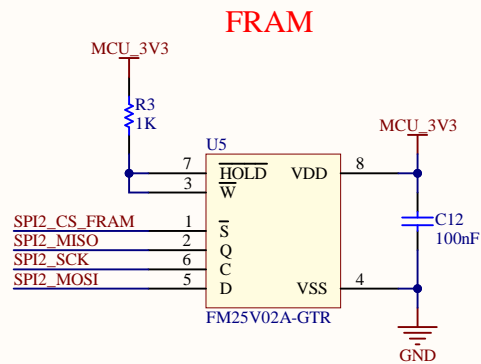 FRAM
MCU_3V3
R3
1K
U5
MCU_3V3
7 HOLD VDD 8
3 W
C12
100nF
SPI2_CS_FRAM 1 S
SPI2_MISO 2 Q
SPI2_SCK 6 C
SPI2_MOSI 5 D VSS 4
FM25V02A-GTR
GND